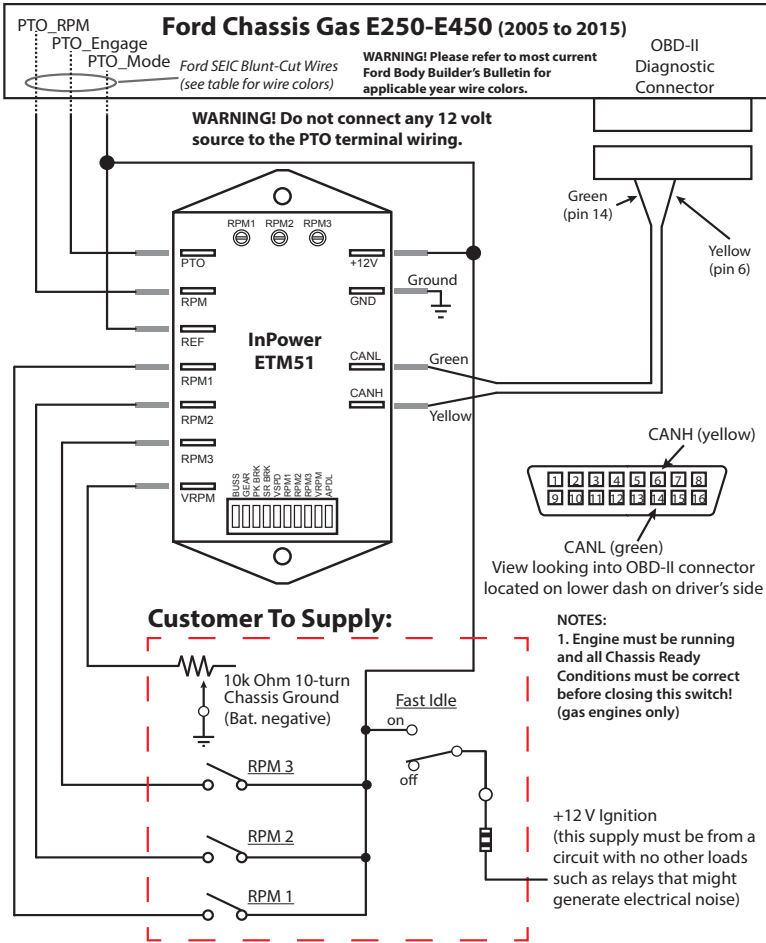 Ford Chassis Gas E250-E450 (2005 to 2015)
PTO_RPM
PTO_Engage
PTO_Mode
Ford SEIC Blunt-Cut Wires
(see table for wire colors)
WARNING! Please refer to most current
Ford Body Builder's Bulletin for
applicable year wire colors.
OBD-II
Diagnostic
Connector
WARNING! Do not connect any 12 volt
source to the PTO terminal wiring.
Green
(pin 14)
Yellow
(pin 6)
RPM1 RPM2 RPM3
PTO
RPM
REF
RPM1
RPM2
RPM3
VRPM
+12V
GND
CANL
CANH
Ground
Green
Yellow
InPower
ETM51
BUSS
GEAR
PK BRK
SR BRK
VSPD
RPM1
RPM2
RPM3
VRPM
APDL
CANH (yellow)
1 2 3 4 5 6 7 8
9 10 11 12 13 14 15 16
CANL (green)
View looking into OBD-II connector
located on lower dash on driver's side
Customer To Supply:
10k Ohm 10-turn
Chassis Ground
(Bat. negative)
Fast Idle
on
off
RPM 3
RPM 2
RPM 1
NOTES:
1. Engine must be running
and all Chassis Ready
Conditions must be correct
before closing this switch!
(gas engines only)
+12 V Ignition
(this supply must be from a
circuit with no other loads
such as relays that might
generate electrical noise)